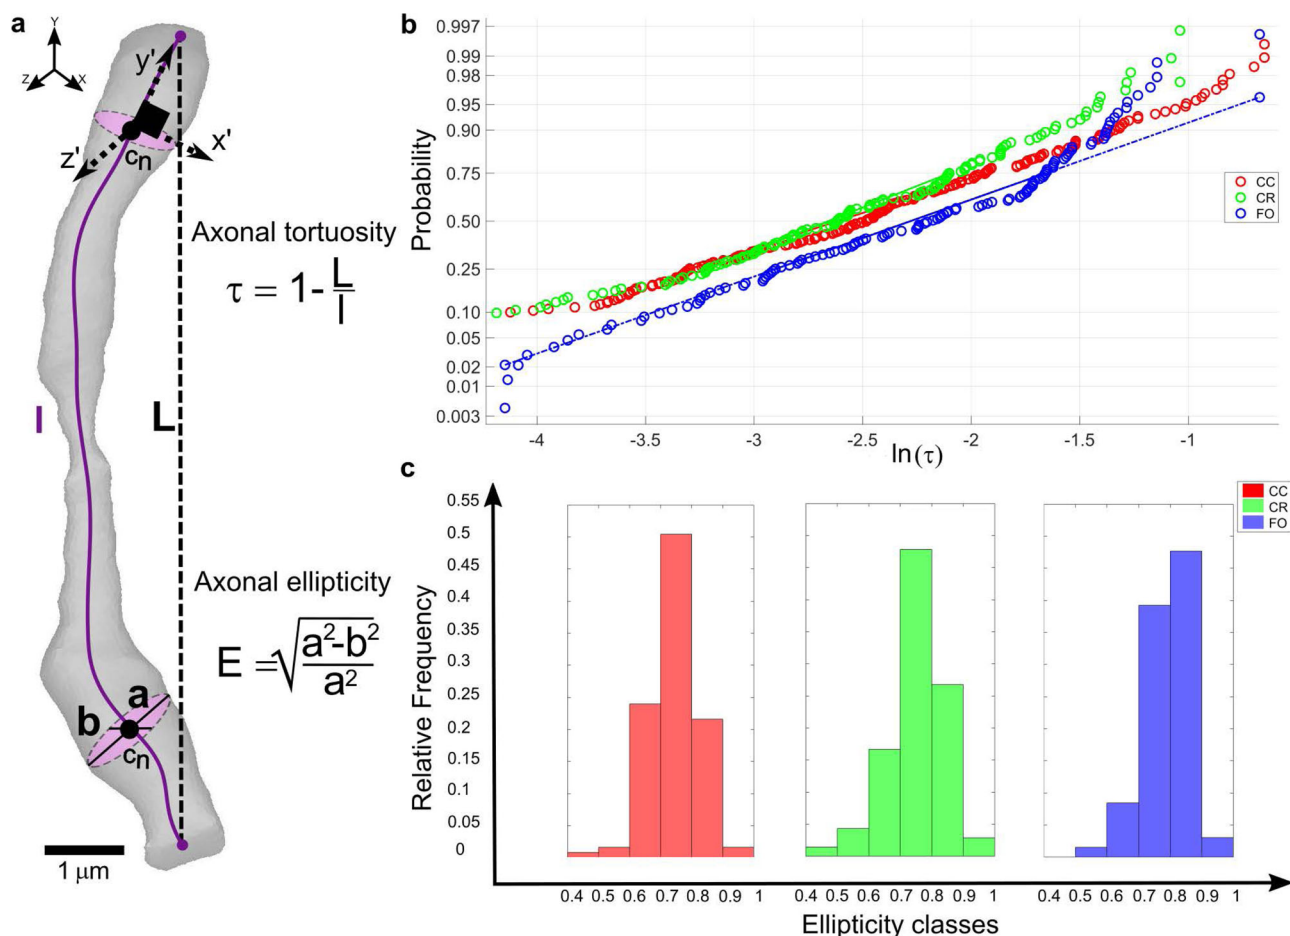 a
Y
Z
X
y'
x'
z'
cn
Axonal tortuosity
τ = 1- L/l
l
L
Axonal ellipticity
E = √a²-b²/a²
a
b
cn
1 μm
b
Probability
0.997
0.99
0.98
0.95
0.90
0.75
0.50
0.25
0.10
0.05
0.02
0.01
0.003
-4 -3.5 -3 -2.5 -2 -1.5 -1
ln(τ)
CC
CR
FO
c
Relative Frequency
0.55
0.5
0.45
0.4
0.35
0.3
0.25
0.2
0.15
0.1
0.05
0
CC
CR
FO
0.4 0.5 0.6 0.7 0.8 0.9 1 0.4 0.5 0.6 0.7 0.8 0.9 1 0.4 0.5 0.6 0.7 0.8 0.9 1
Ellipticity classes